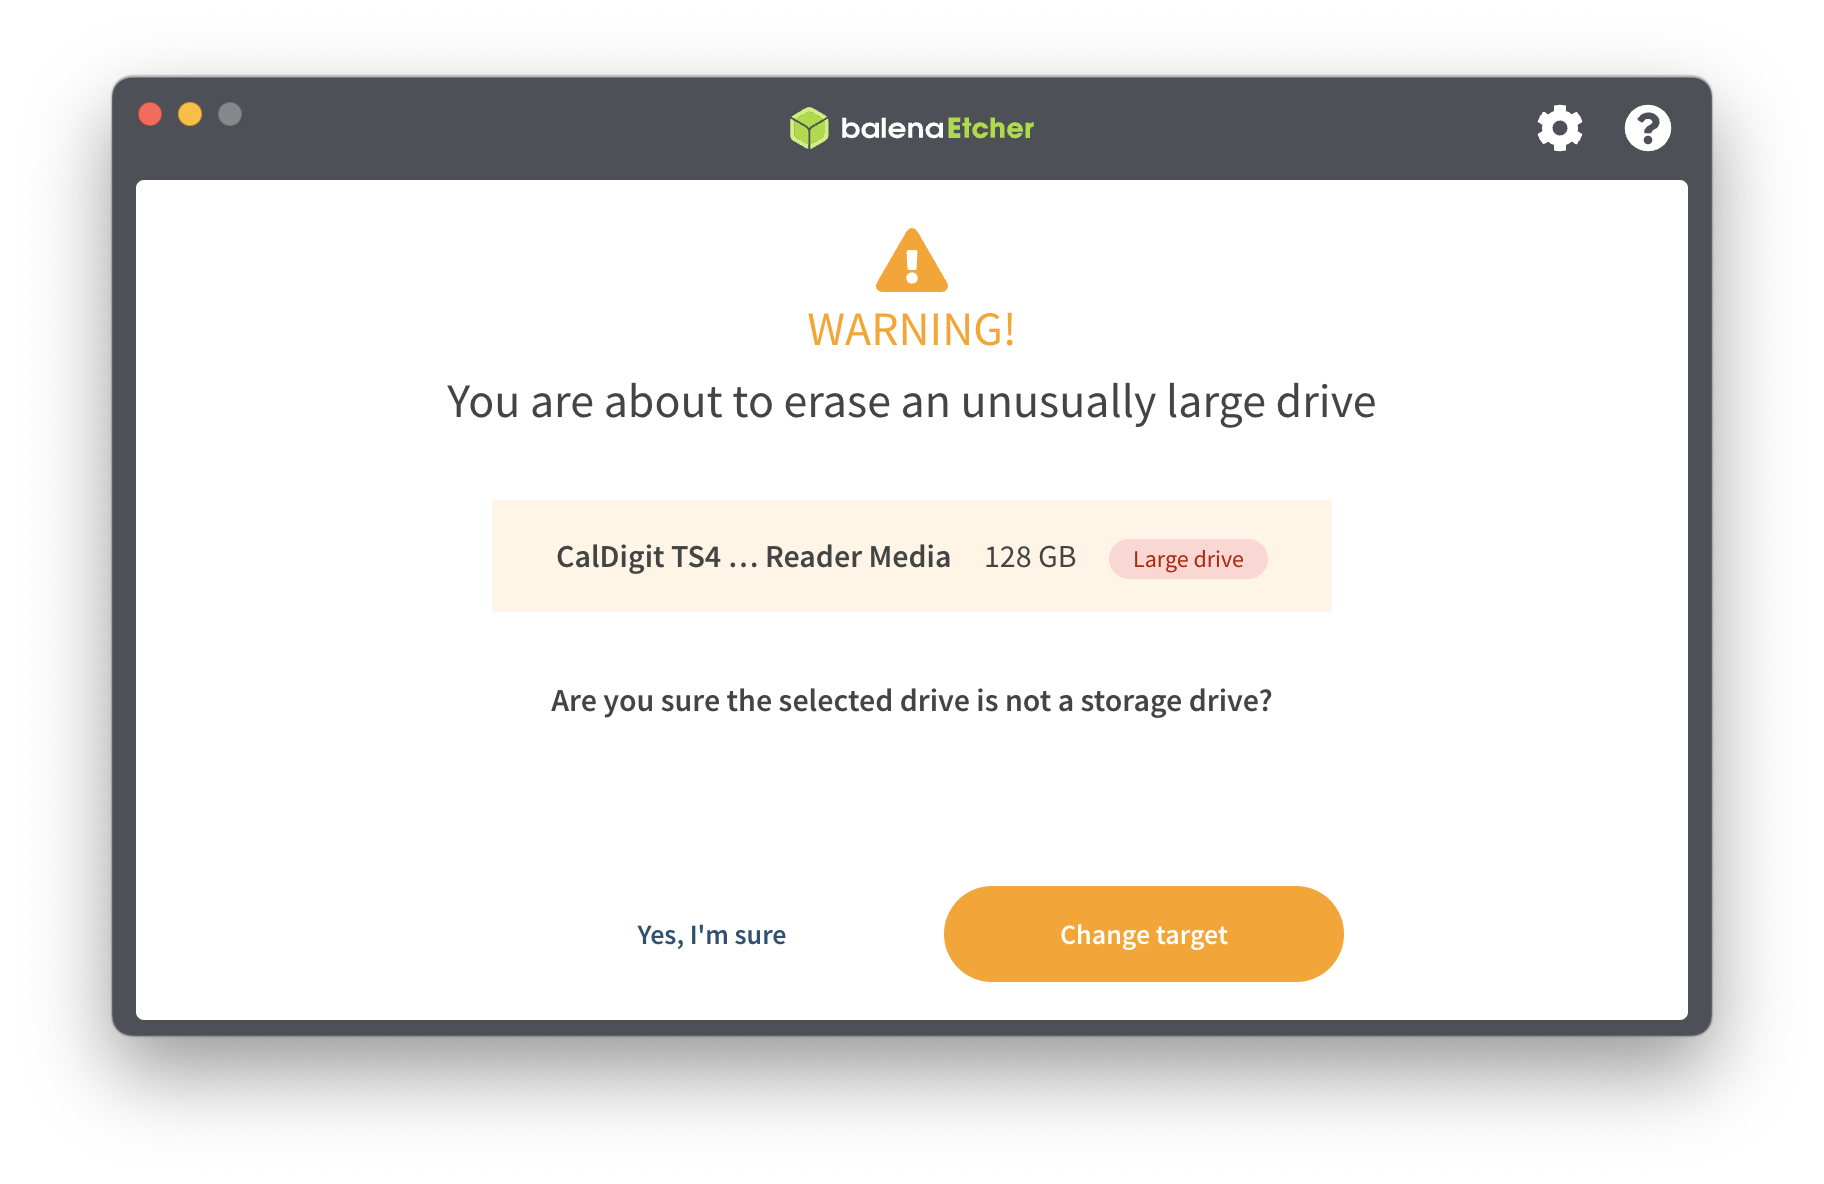 balenaEtcher
WARNING!
You are about to erase an unusually large drive
CalDigit TS4 … Reader Media 128 GB Large drive
Are you sure the selected drive is not a storage drive?
Yes, I'm sure Change target